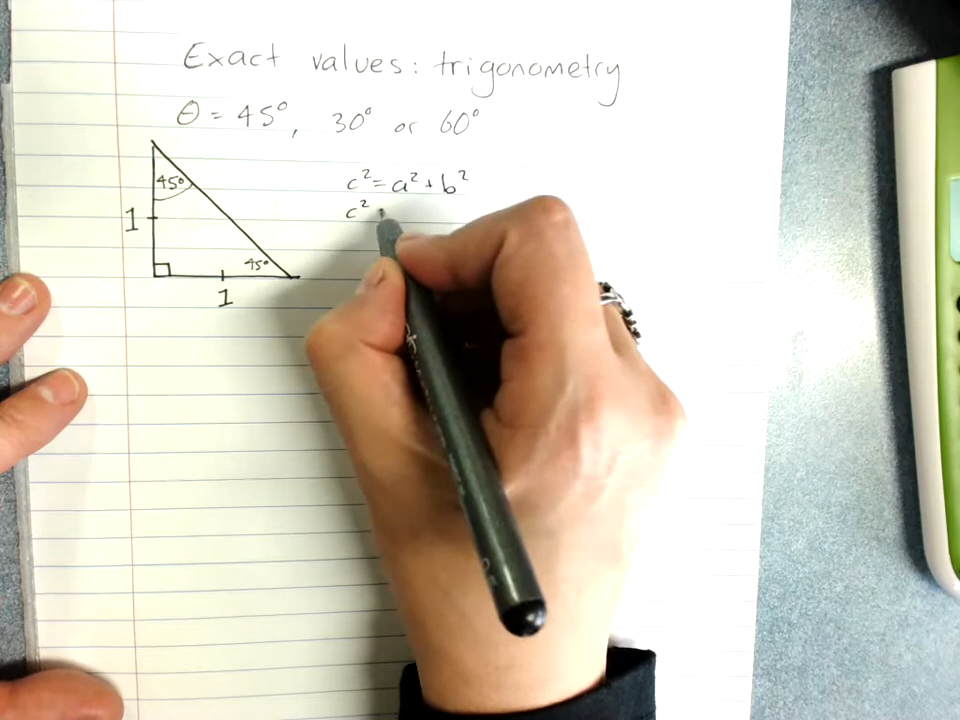 Exact values: trigonometry
θ = 45°, 30° or 60°
45°
c² = a² + b²
c²
1
45°
1